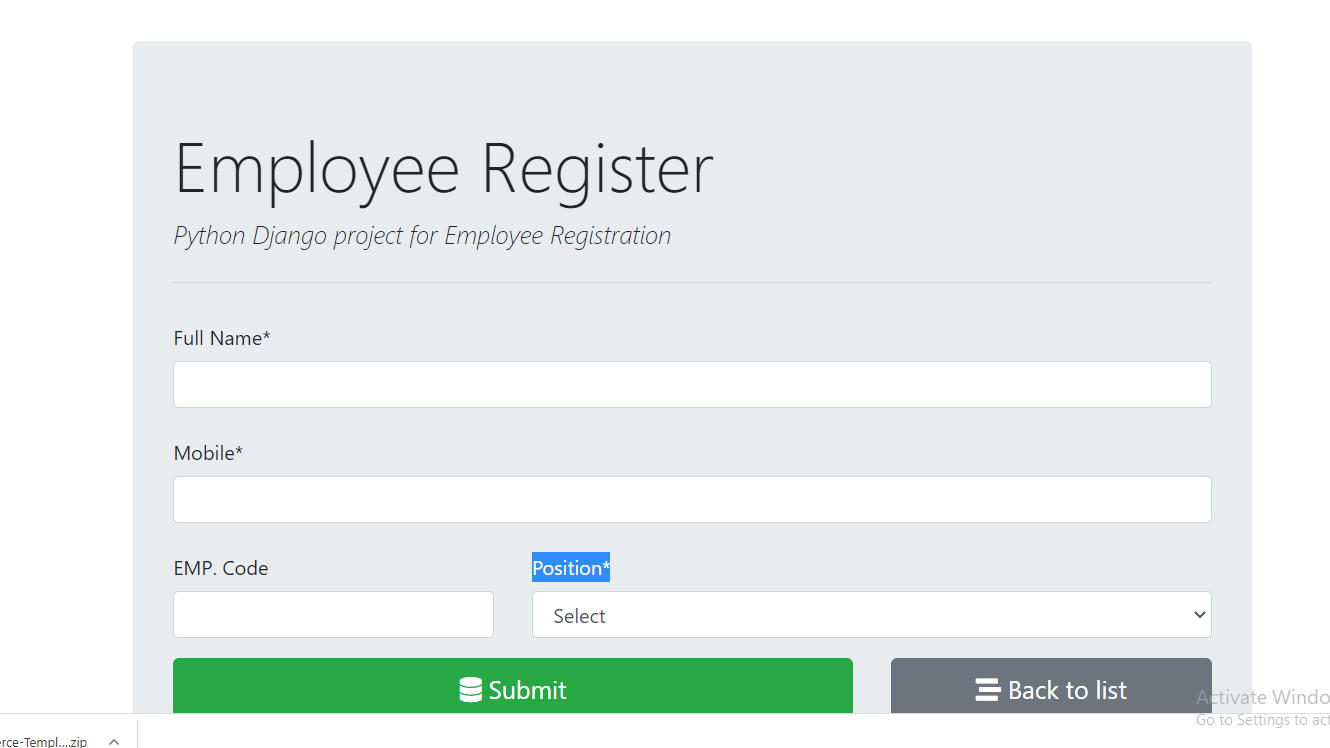 Employee Register
Python Django project for Employee Registration
Full Name*
Mobile*
EMP. Code
Position*
Select
Submit
Back to list
Activate Windo
Go to Settings to act
erce-Templ....zip